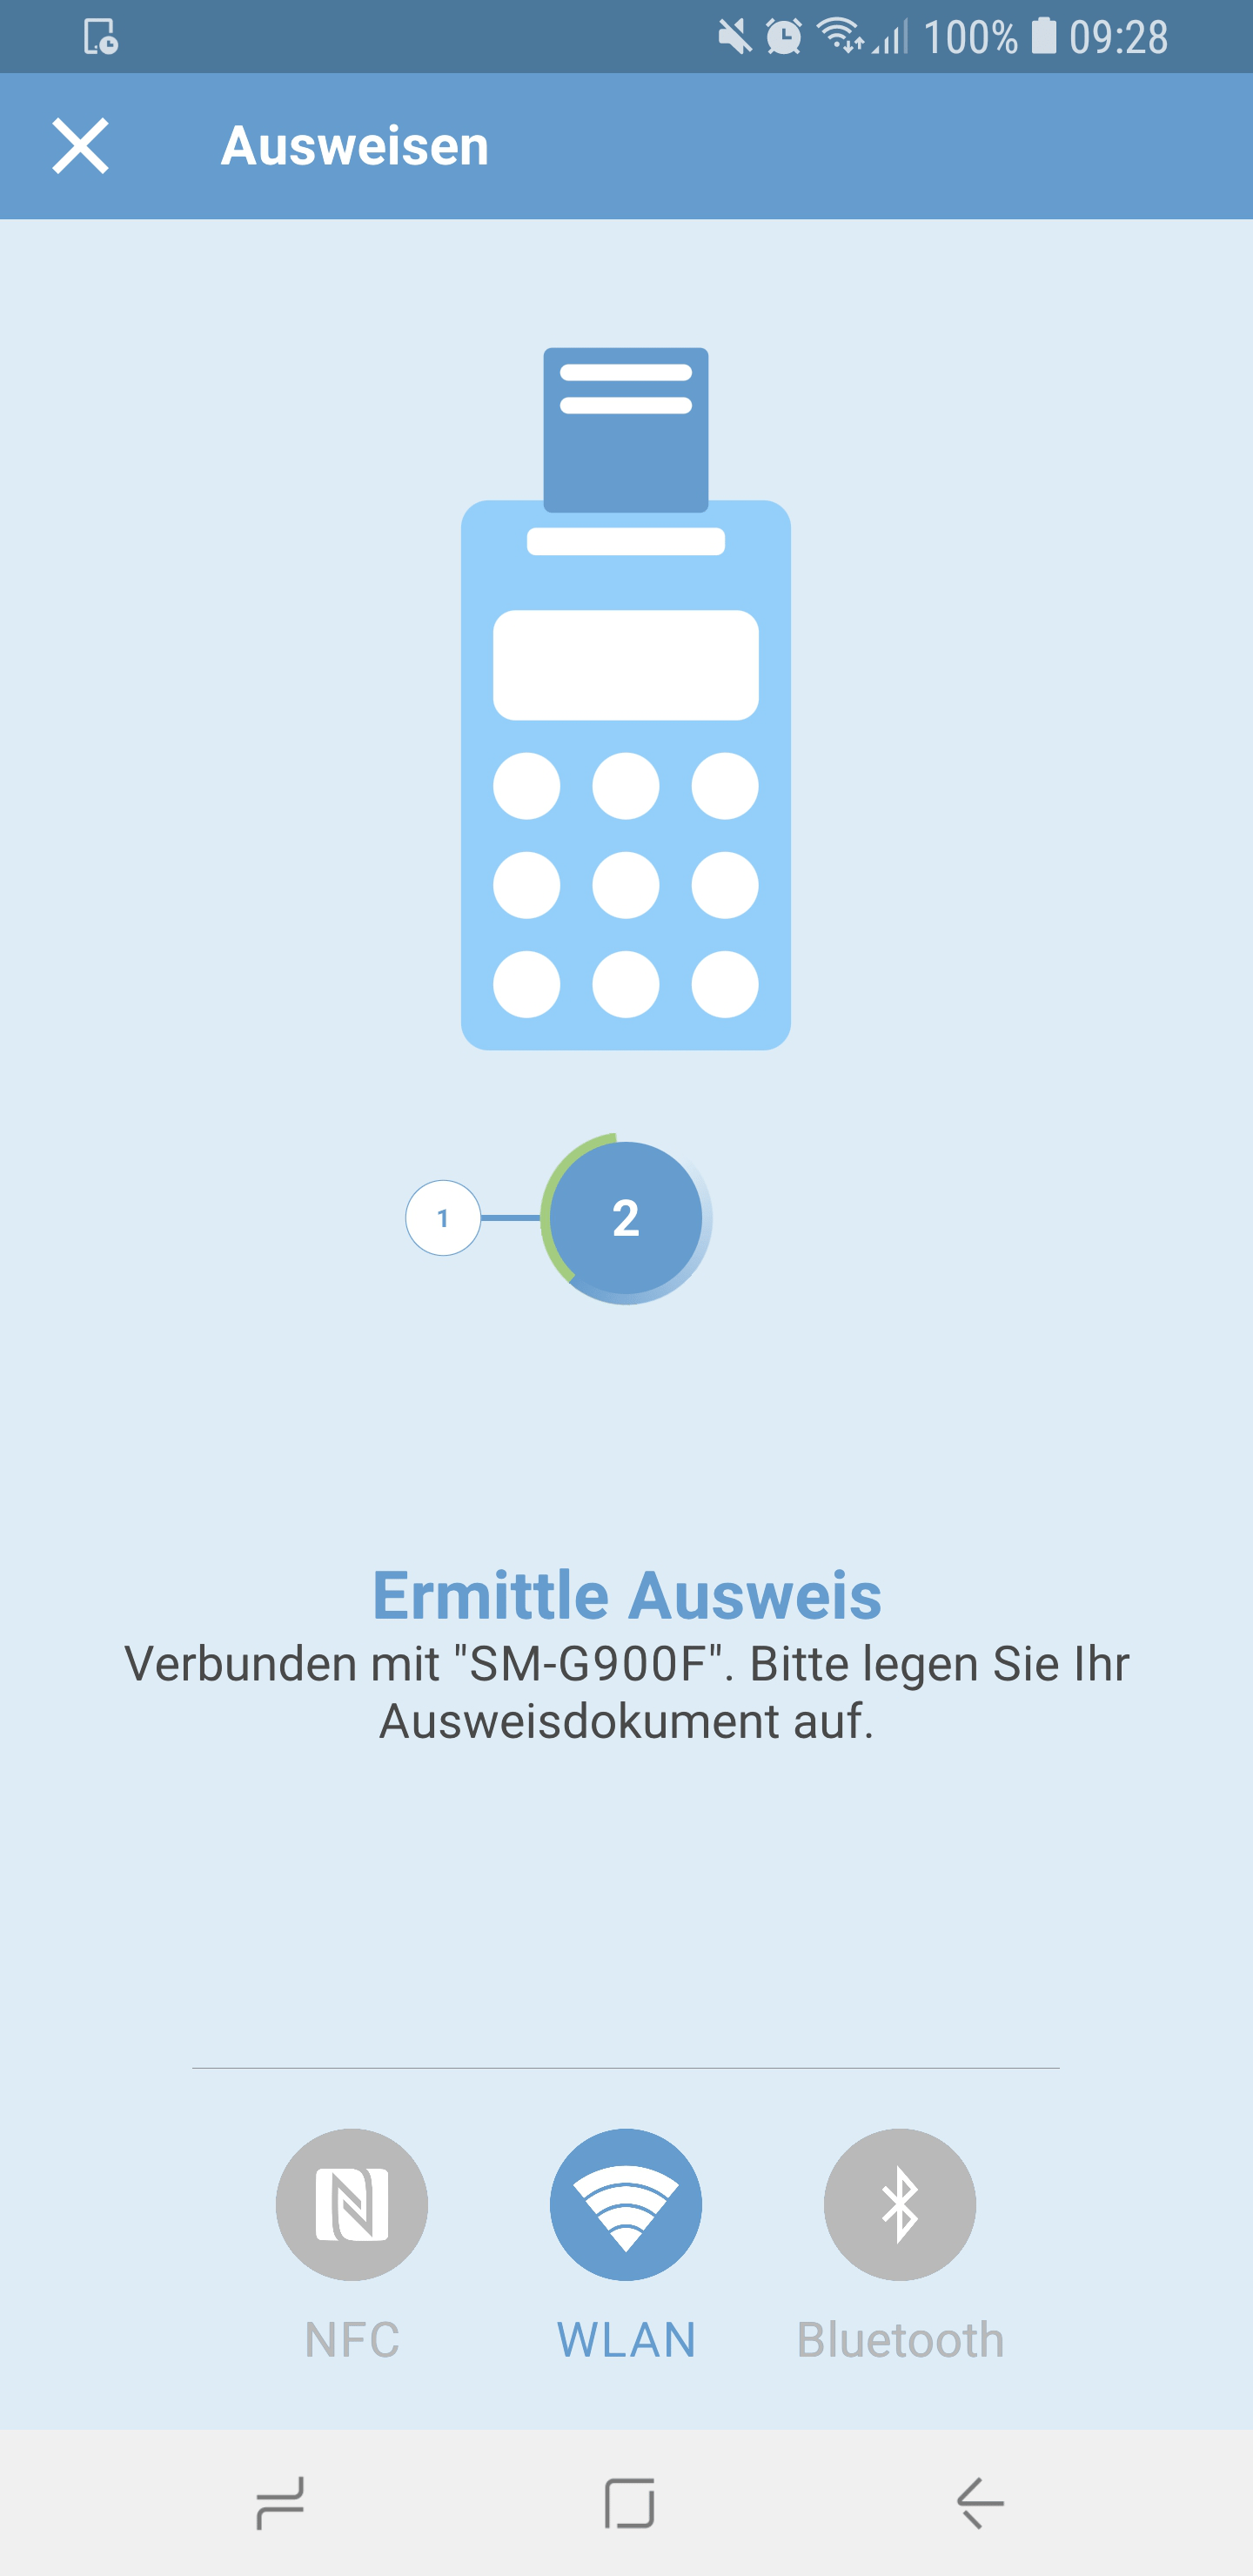 100% 09:28
Ausweisen
1
2
Ermittle Ausweis
Verbunden mit "SM-G900F". Bitte legen Sie Ihr
Ausweisdokument auf.
NFC WLAN Bluetooth